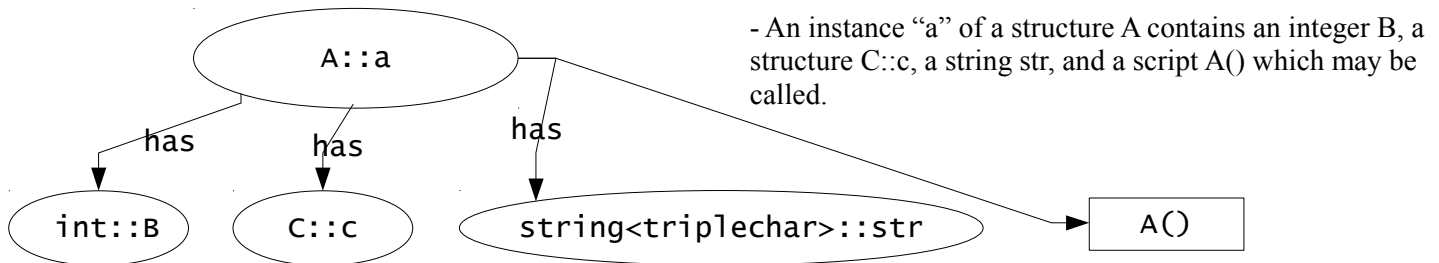 - An instance “a” of a structure A contains an integer B, a
structure C::c, a string str, and a script A() which may be
called.
A::a
has
has
has
int::B
C::c
string<triplechar>::str
A()